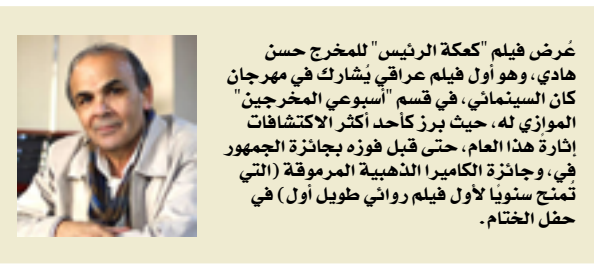 عُرض فيلم "كعكة الرئيس" للمخرج حسن
هادي، وهو أول فيلم عراقي يُشارك في مهرجان
كان السينمائي، في قسم "أسبوعي المخرجين"
الموازي له، حيث برز كأحد أكثر الاكتشافات
إثارةً هذا العام، حتى قبل فوزه بجائزة الجمهور
في، وجائزة الكاميرا الذهبية المرموقة (التي
تُمنح سنويًا لأول فيلم روائي طويل أول) في
حفل الختام.